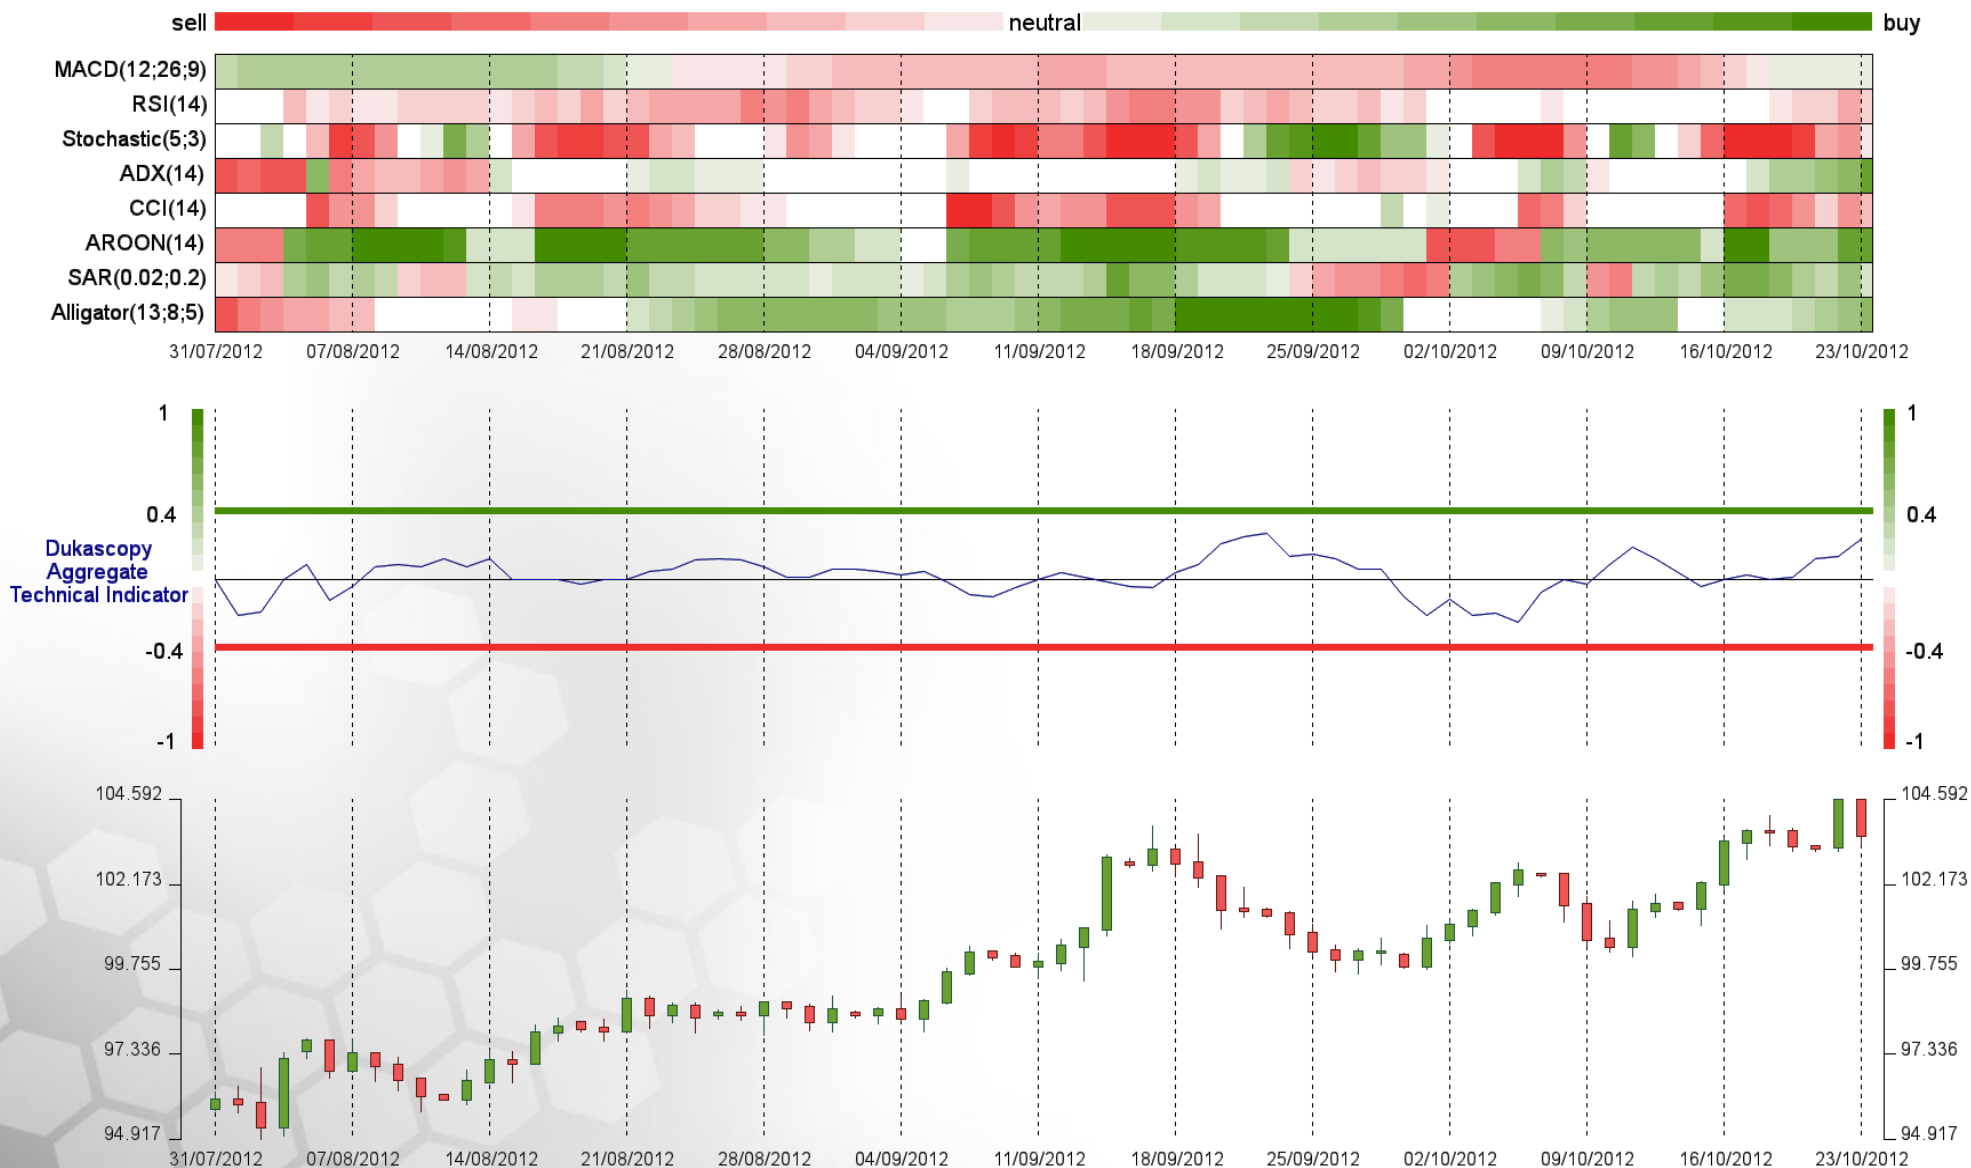 sell neutral buy
MACD(12;26;9)
RSI(14)
Stochastic(5;3)
ADX(14)
CCI(14)
AROON(14)
SAR(0.02;0.2)
Alligator(13;8;5)
31/07/2012 07/08/2012 14/08/2012 21/08/2012 28/08/2012 04/09/2012 11/09/2012 18/09/2012 25/09/2012 02/10/2012 09/10/2012 16/10/2012 23/10/2012
1 1
0.4 0.4
Dukascopy
Aggregate
Technical Indicator
-0.4 -0.4
-1 -1
104.592 104.592
102.173 102.173
99.755 99.755
97.336 97.336
94.917 94.917
31/07/2012 07/08/2012 14/08/2012 21/08/2012 28/08/2012 04/09/2012 11/09/2012 18/09/2012 25/09/2012 02/10/2012 09/10/2012 16/10/2012 23/10/2012